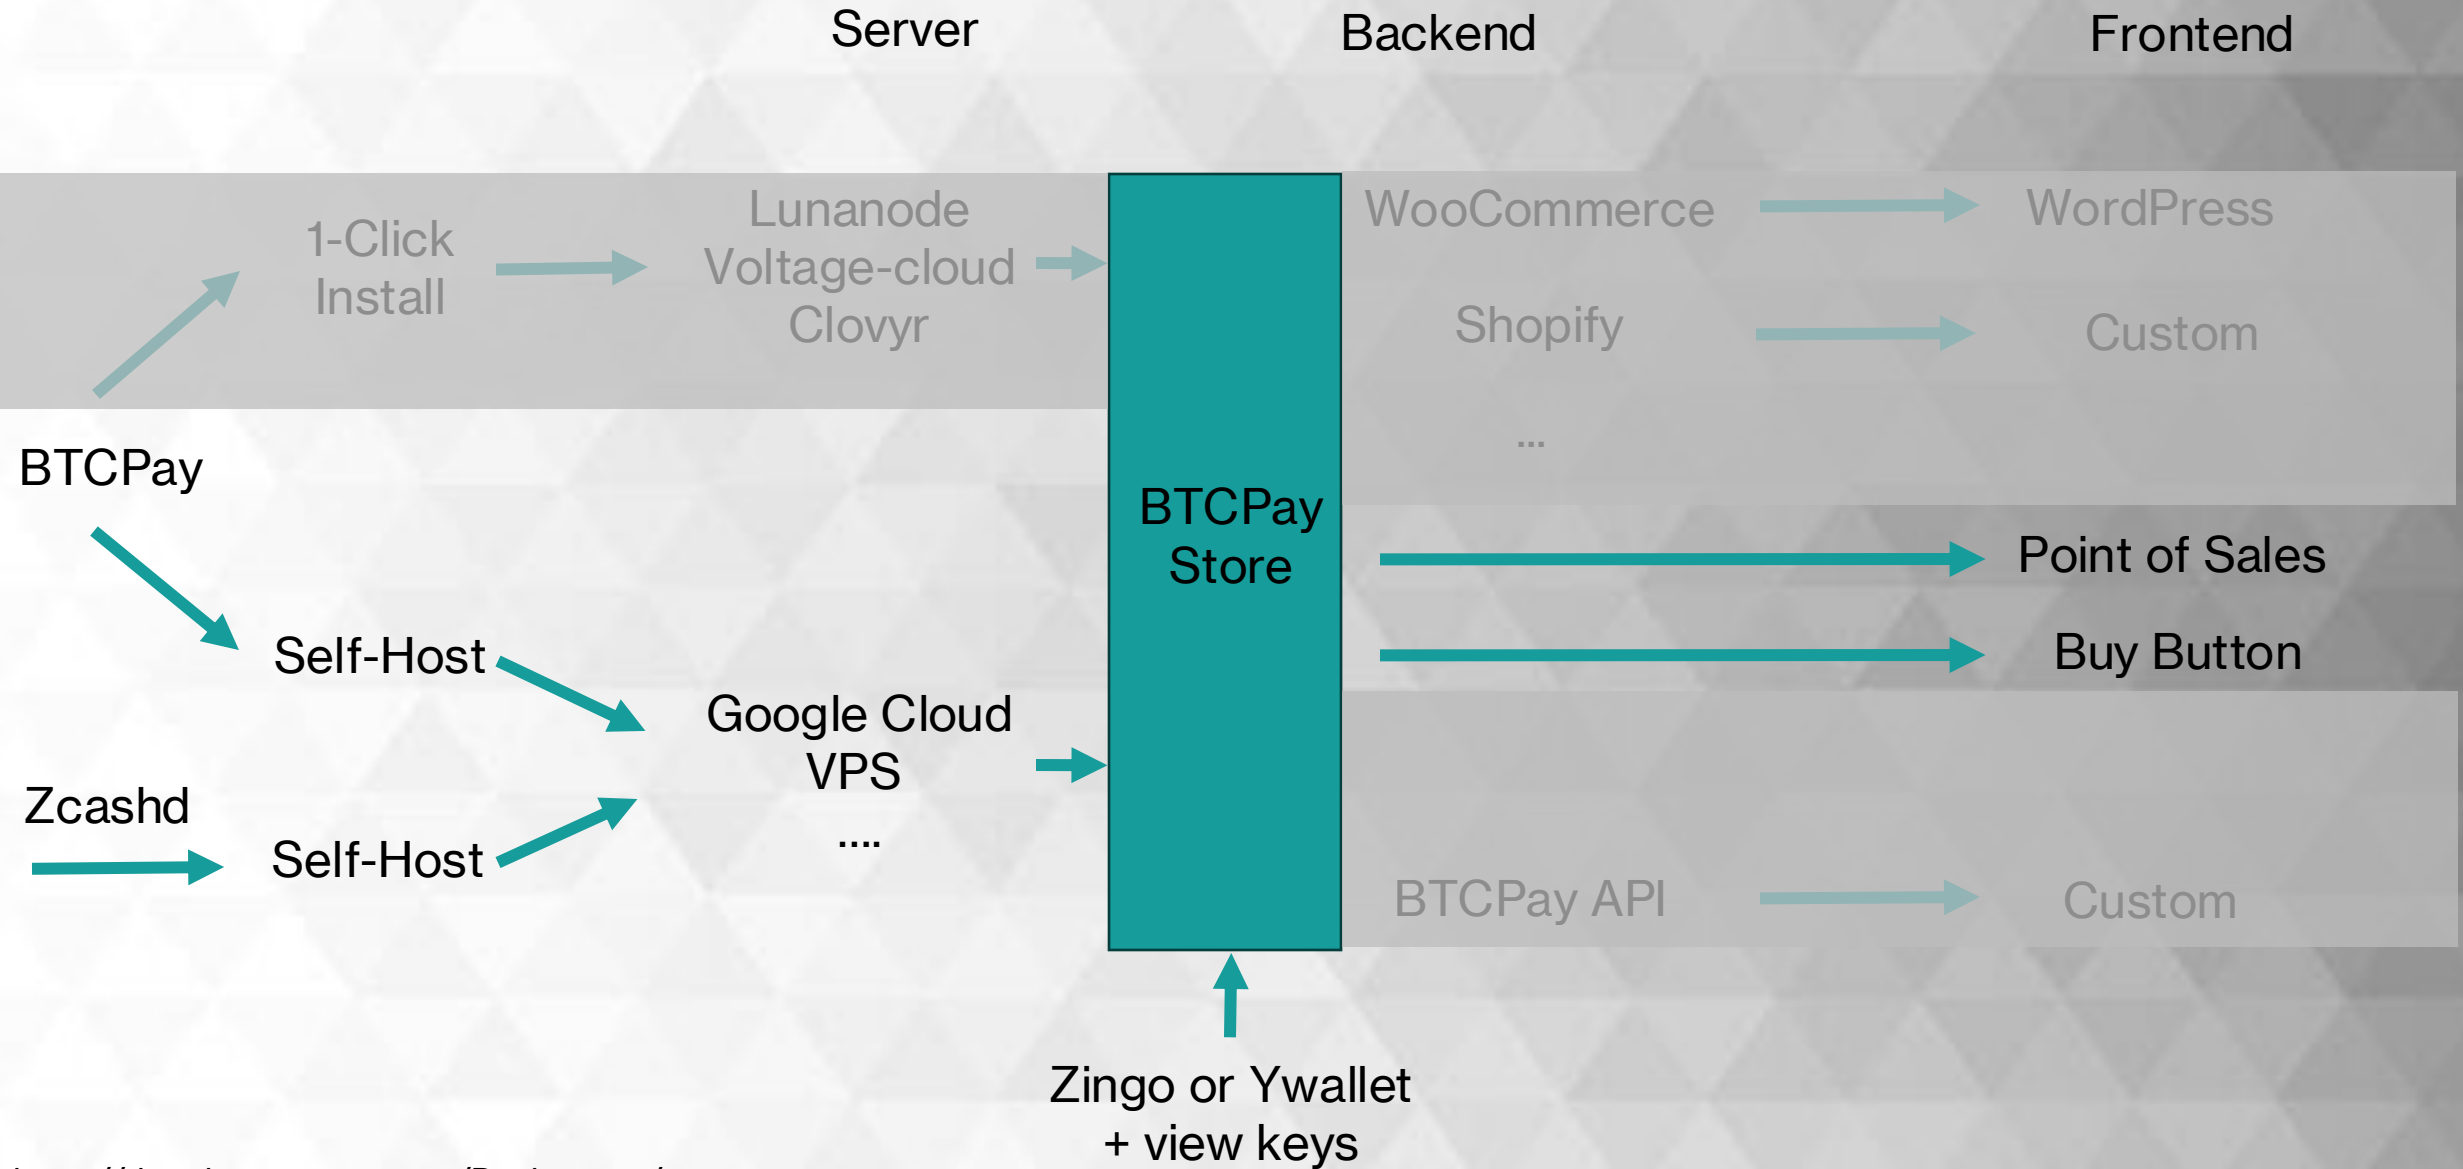 Server
Backend
Frontend
1-Click
Install
Lunanode
Voltage-cloud
Clovyr
WooCommerce
WordPress
Shopify
Custom
...
BTCPay
BTCPay
Store
Point of Sales
Self-Host
Buy Button
Google Cloud
VPS
....
Zcashd
Self-Host
BTCPay API
Custom
Zingo or Ywallet
+ view keys